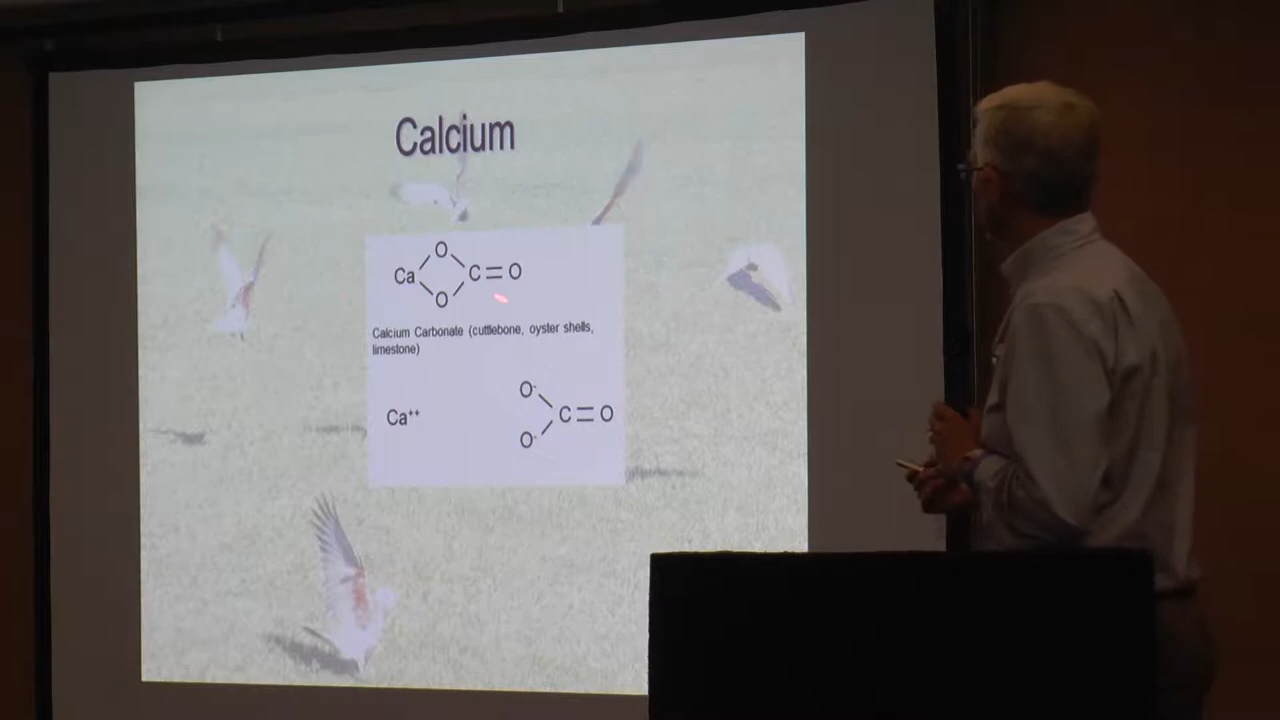 Calcium
O
Ca C=O
O
Calcium Carbonate (cuttlebone, oyster shells,
limestone)
O-
Ca++ C=O
O-